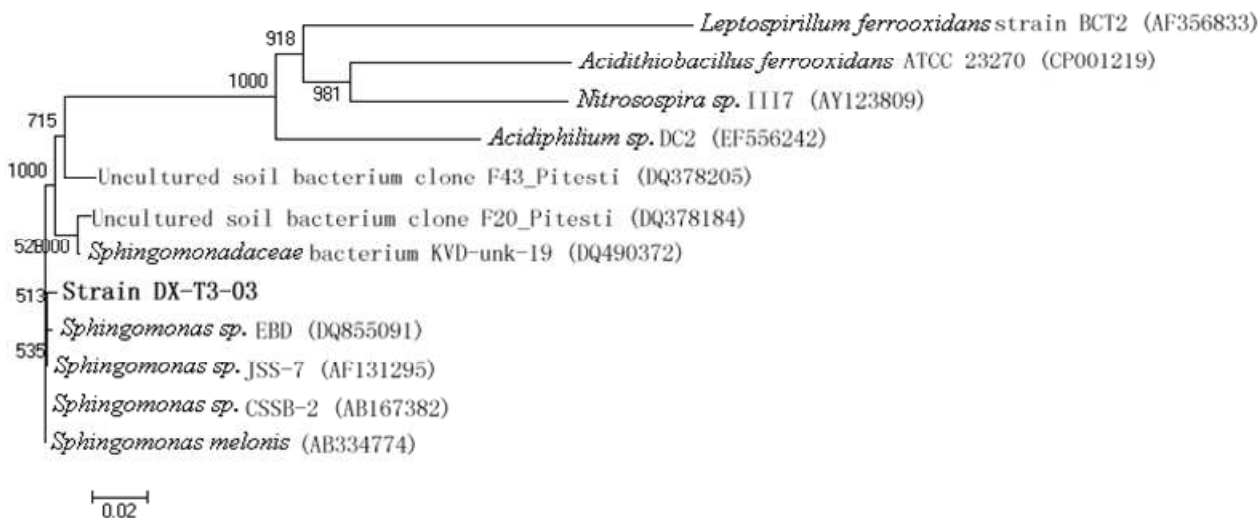 Leptospirillum ferrooxidans strain BCT2 (AF356833)
918
Acidithiobacillus ferrooxidans ATCC 23270 (CP001219)
1000
981
Nitrosospira sp. III7 (AY123809)
715
Acidiphilium sp. DC2 (EF556242)
1000
Uncultured soil bacterium clone F43_Pitesti (DQ378205)
Uncultured soil bacterium clone F20_Pitesti (DQ378184)
Sphingomonadaceae bacterium KVD-unk-19 (DQ490372)
513
Strain DX-T3-03
Sphingomonas sp. EBD (DQ855091)
535
Sphingomonas sp. JSS-7 (AF131295)
Sphingomonas sp. CSSB-2 (AB167382)
Sphingomonas melonis (AB334774)
0.02